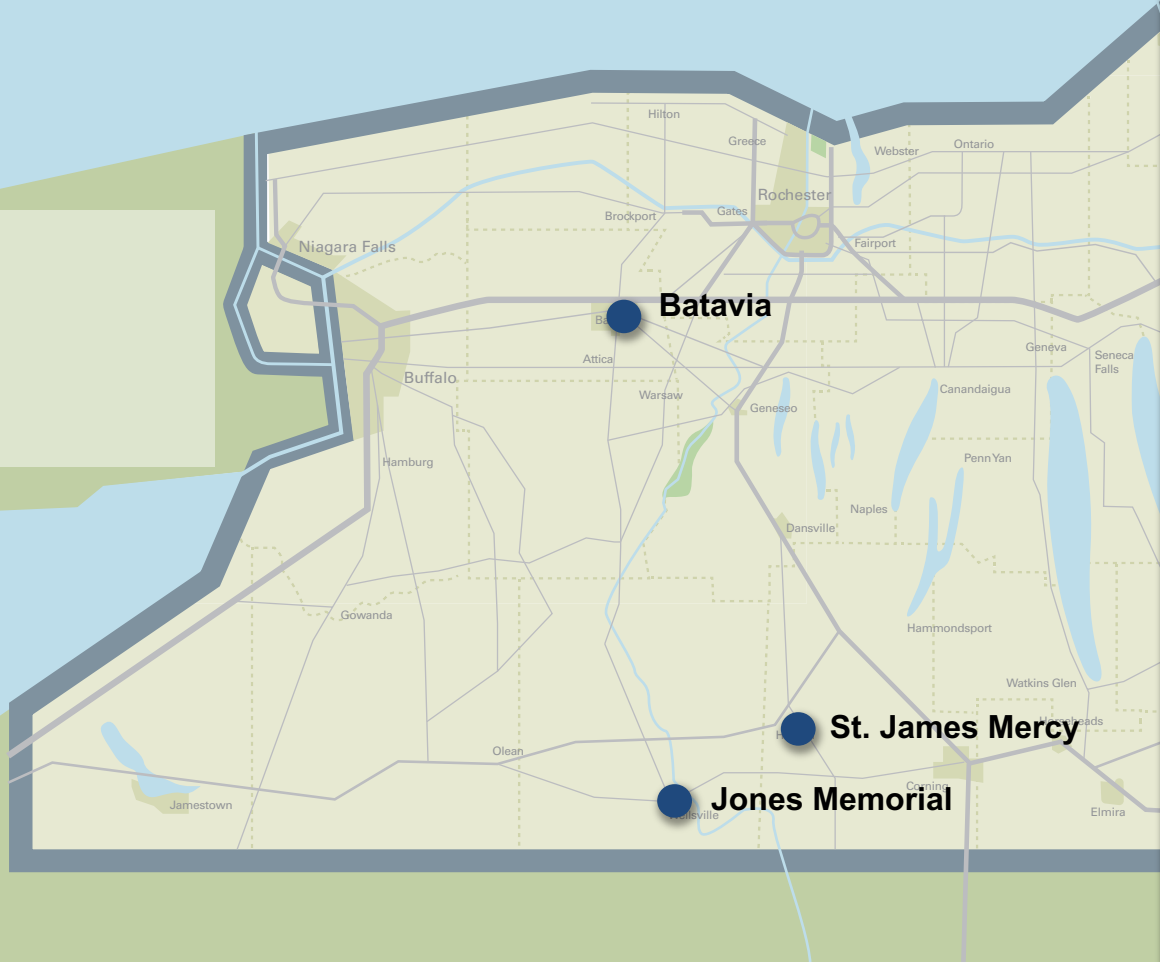 Hilton
Greece
Webster
Ontario
Rochester
Brockport
Gates
Niagara Falls
Fairport
Batavia
Attica
Geneva
Seneca
Falls
Buffalo
Warsaw
Geneseo
Canandaigua
Hamburg
Penn Yan
Naples
Dansville
Gowanda
Hammondsport
Watkins Glen
St. James Mercy
Olean
Corning
Jones Memorial
Jamestown
Wellsville
Elmira